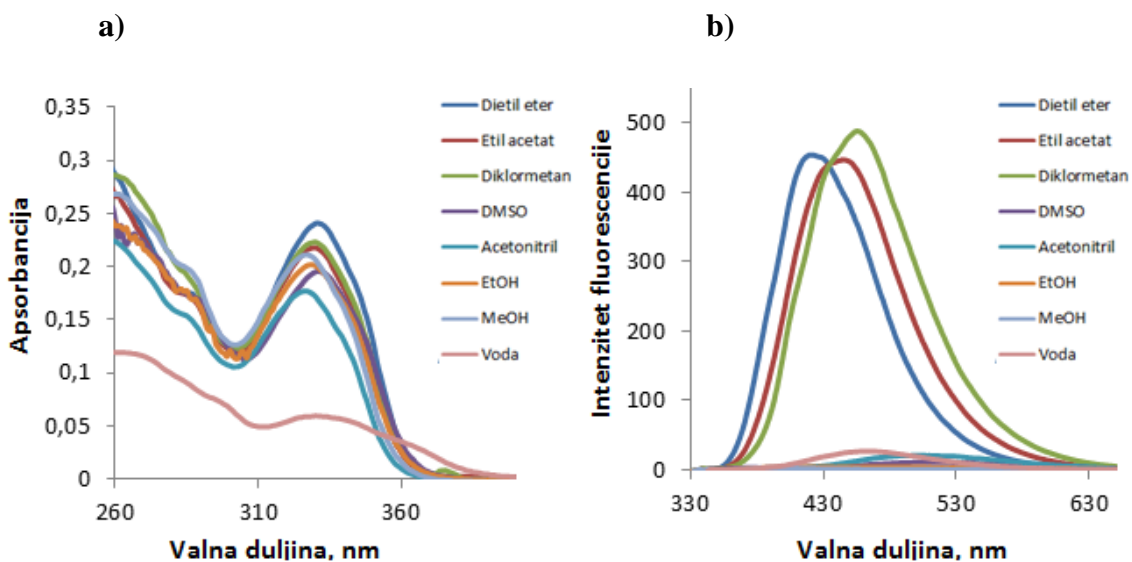 a)
Apsorbancija
0,35
0,3
0,25
0,2
0,15
0,1
0,05
0
260
310
360
Valna duljina, nm
Dietil eter
Etil acetat
Diklormetan
DMSO
Acetonitril
EtOH
MeOH
Voda
b)
Intenzitet fluorescencije
500
400
300
200
100
0
330
430
530
630
Valna duljina, nm
Dietil eter
Etil acetat
Diklormetan
DMSO
Acetonitril
EtOH
MeOH
Voda